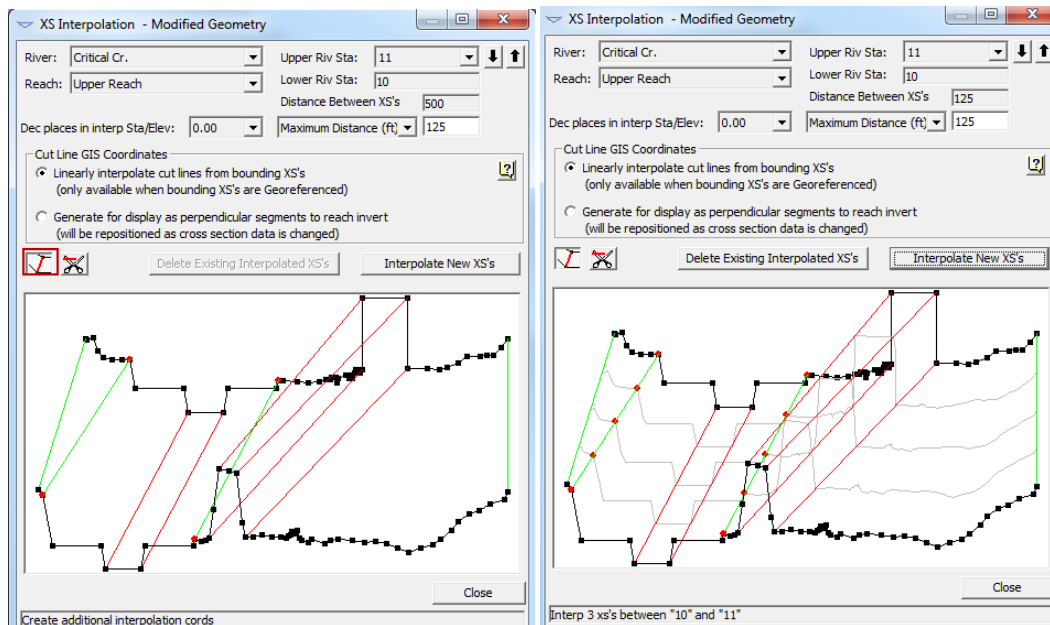 XS Interpolation - Modified Geometry
River: Critical Cr. Upper Riv Sta: 11
Reach: Upper Reach Lower Riv Sta: 10
Distance Between XS's 500
Dec places in interp Sta/Elev: 0.00 Maximum Distance (ft) 125
Cut Line GIS Coordinates
Linearly interpolate cut lines from bounding XS's
(only available when bounding XS's are Georeferenced)
Generate for display as perpendicular segments to reach invert
(will be repositioned as cross section data is changed)
Delete Existing Interpolated XS's Interpolate New XS's
Close
Create additional interpolation cords
XS Interpolation - Modified Geometry
River: Critical Cr. Upper Riv Sta: 11
Reach: Upper Reach Lower Riv Sta: 10
Distance Between XS's 125
Dec places in interp Sta/Elev: 0.00 Maximum Distance (ft) 125
Cut Line GIS Coordinates
Linearly interpolate cut lines from bounding XS's
(only available when bounding XS's are Georeferenced)
Generate for display as perpendicular segments to reach invert
(will be repositioned as cross section data is changed)
Delete Existing Interpolated XS's Interpolate New XS's
Close
Interp 3 xs's between "10" and "11"